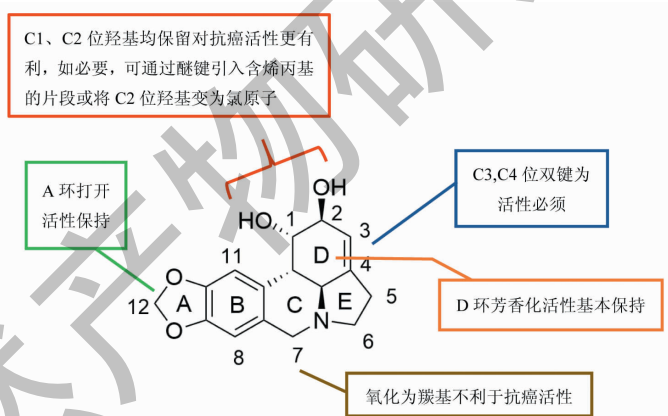 C1、C2 位羟基均保留对抗癌活性更有
利，如必要，可通过醚键引入含烯丙基
的片段或将 C2 位羟基变为氯原子
A 环打开
活性保持
C3,C4 位双键为
活性必须
OH
HO
1
2
3
D
4
11
O
12
A
B
C
E
5
O
N
6
8
7
D 环芳香化活性基本保持
氧化为羰基不利于抗癌活性